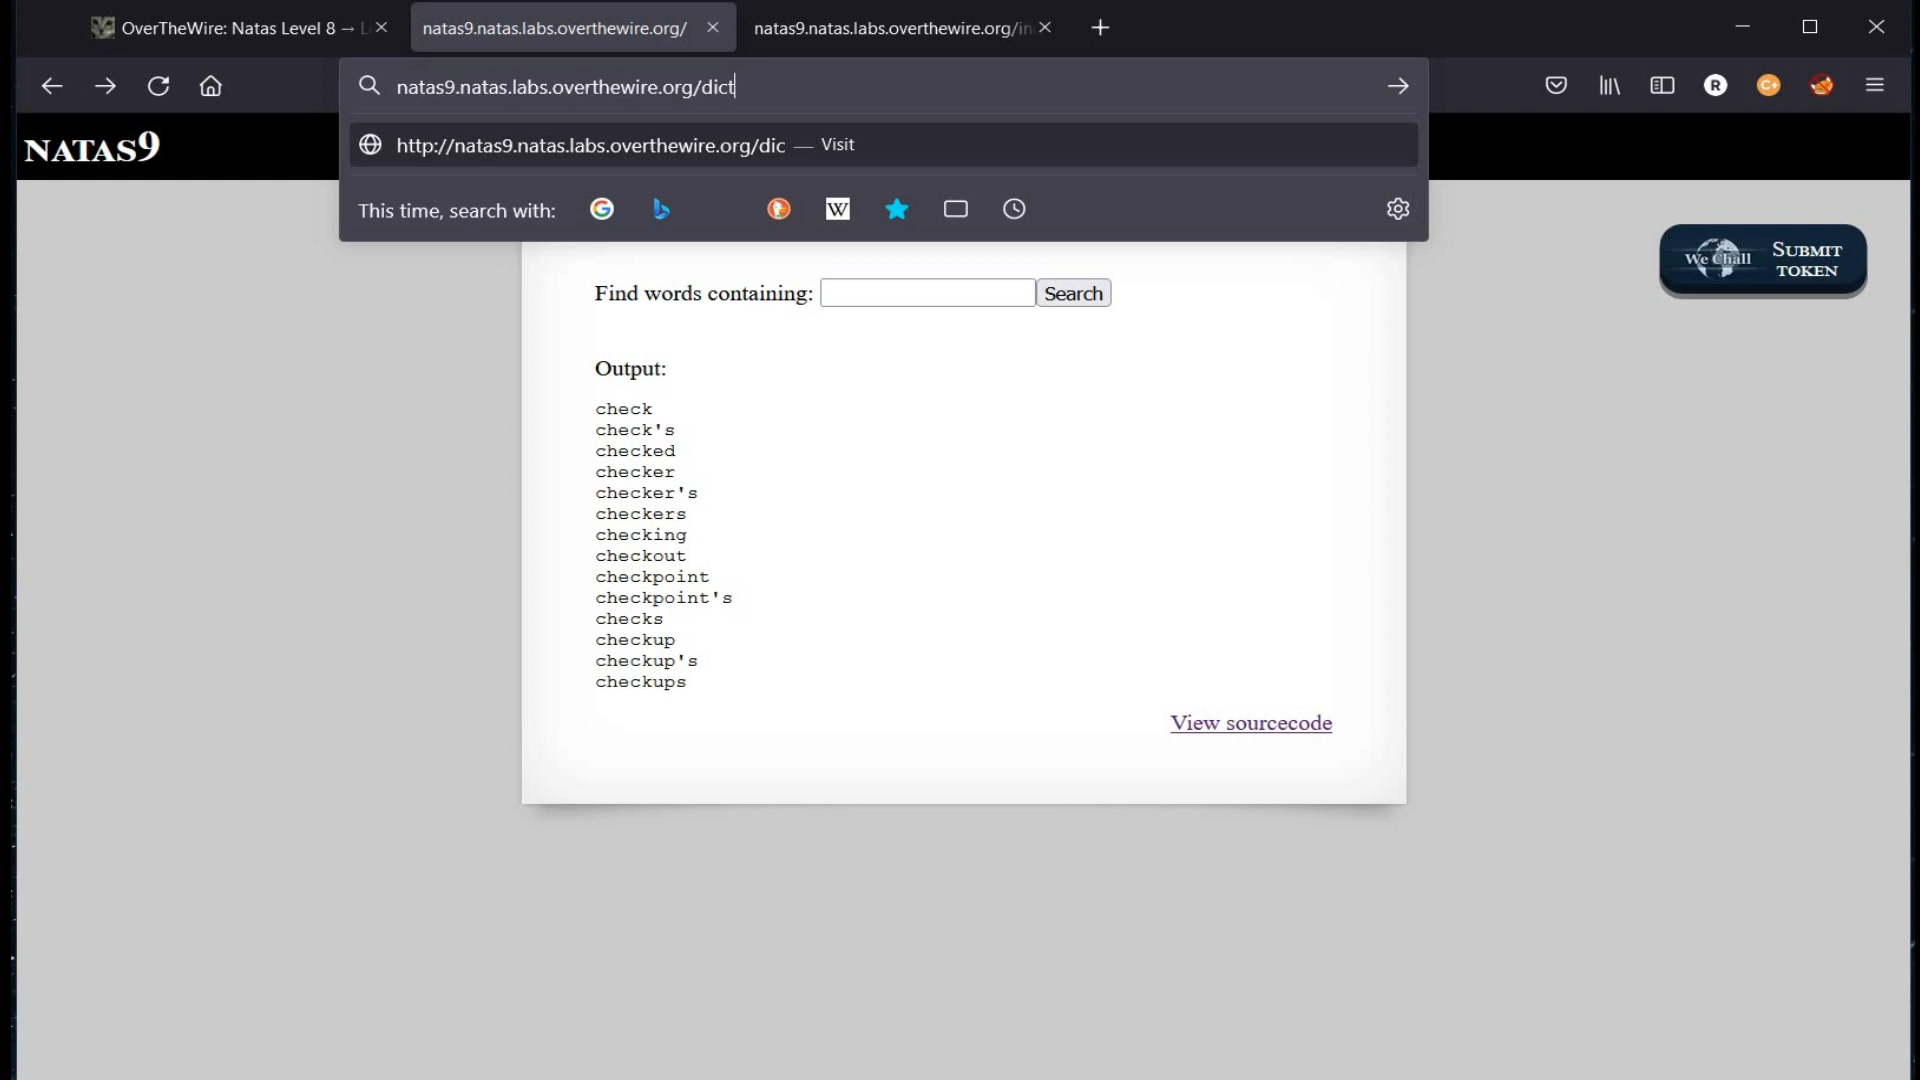 OverTheWire: Natas Level 8 → L
natas9.natas.labs.overthewire.org/
natas9.natas.labs.overthewire.org/in
natas9.natas.labs.overthewire.org/dict
R
C+
NATAS9
http://natas9.natas.labs.overthewire.org/dic — Visit
This time, search with:
W
We Chall
SUBMIT TOKEN
Find words containing:
Search
Output:
check
check's
checked
checker
checker's
checkers
checking
checkout
checkpoint
checkpoint's
checks
checkup
checkup's
checkups
View sourcecode